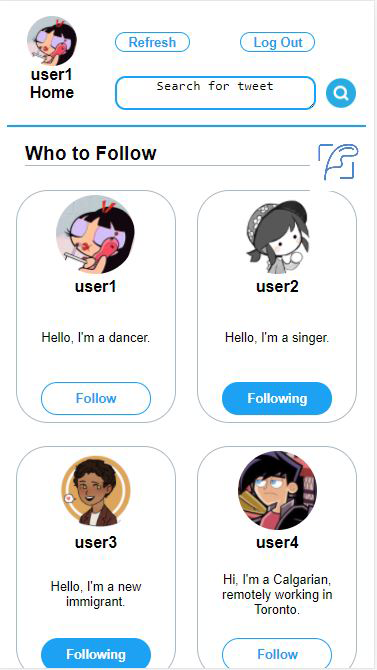 Refresh
Log Out
user1
Home
Search for tweet
Who to Follow
user1
user2
Hello, I'm a dancer.
Hello, I'm a singer.
Follow
Following
user3
user4
Hello, I'm a new
immigrant.
Hi, I'm a Calgarian,
remotely working in
Toronto.
Following
Follow